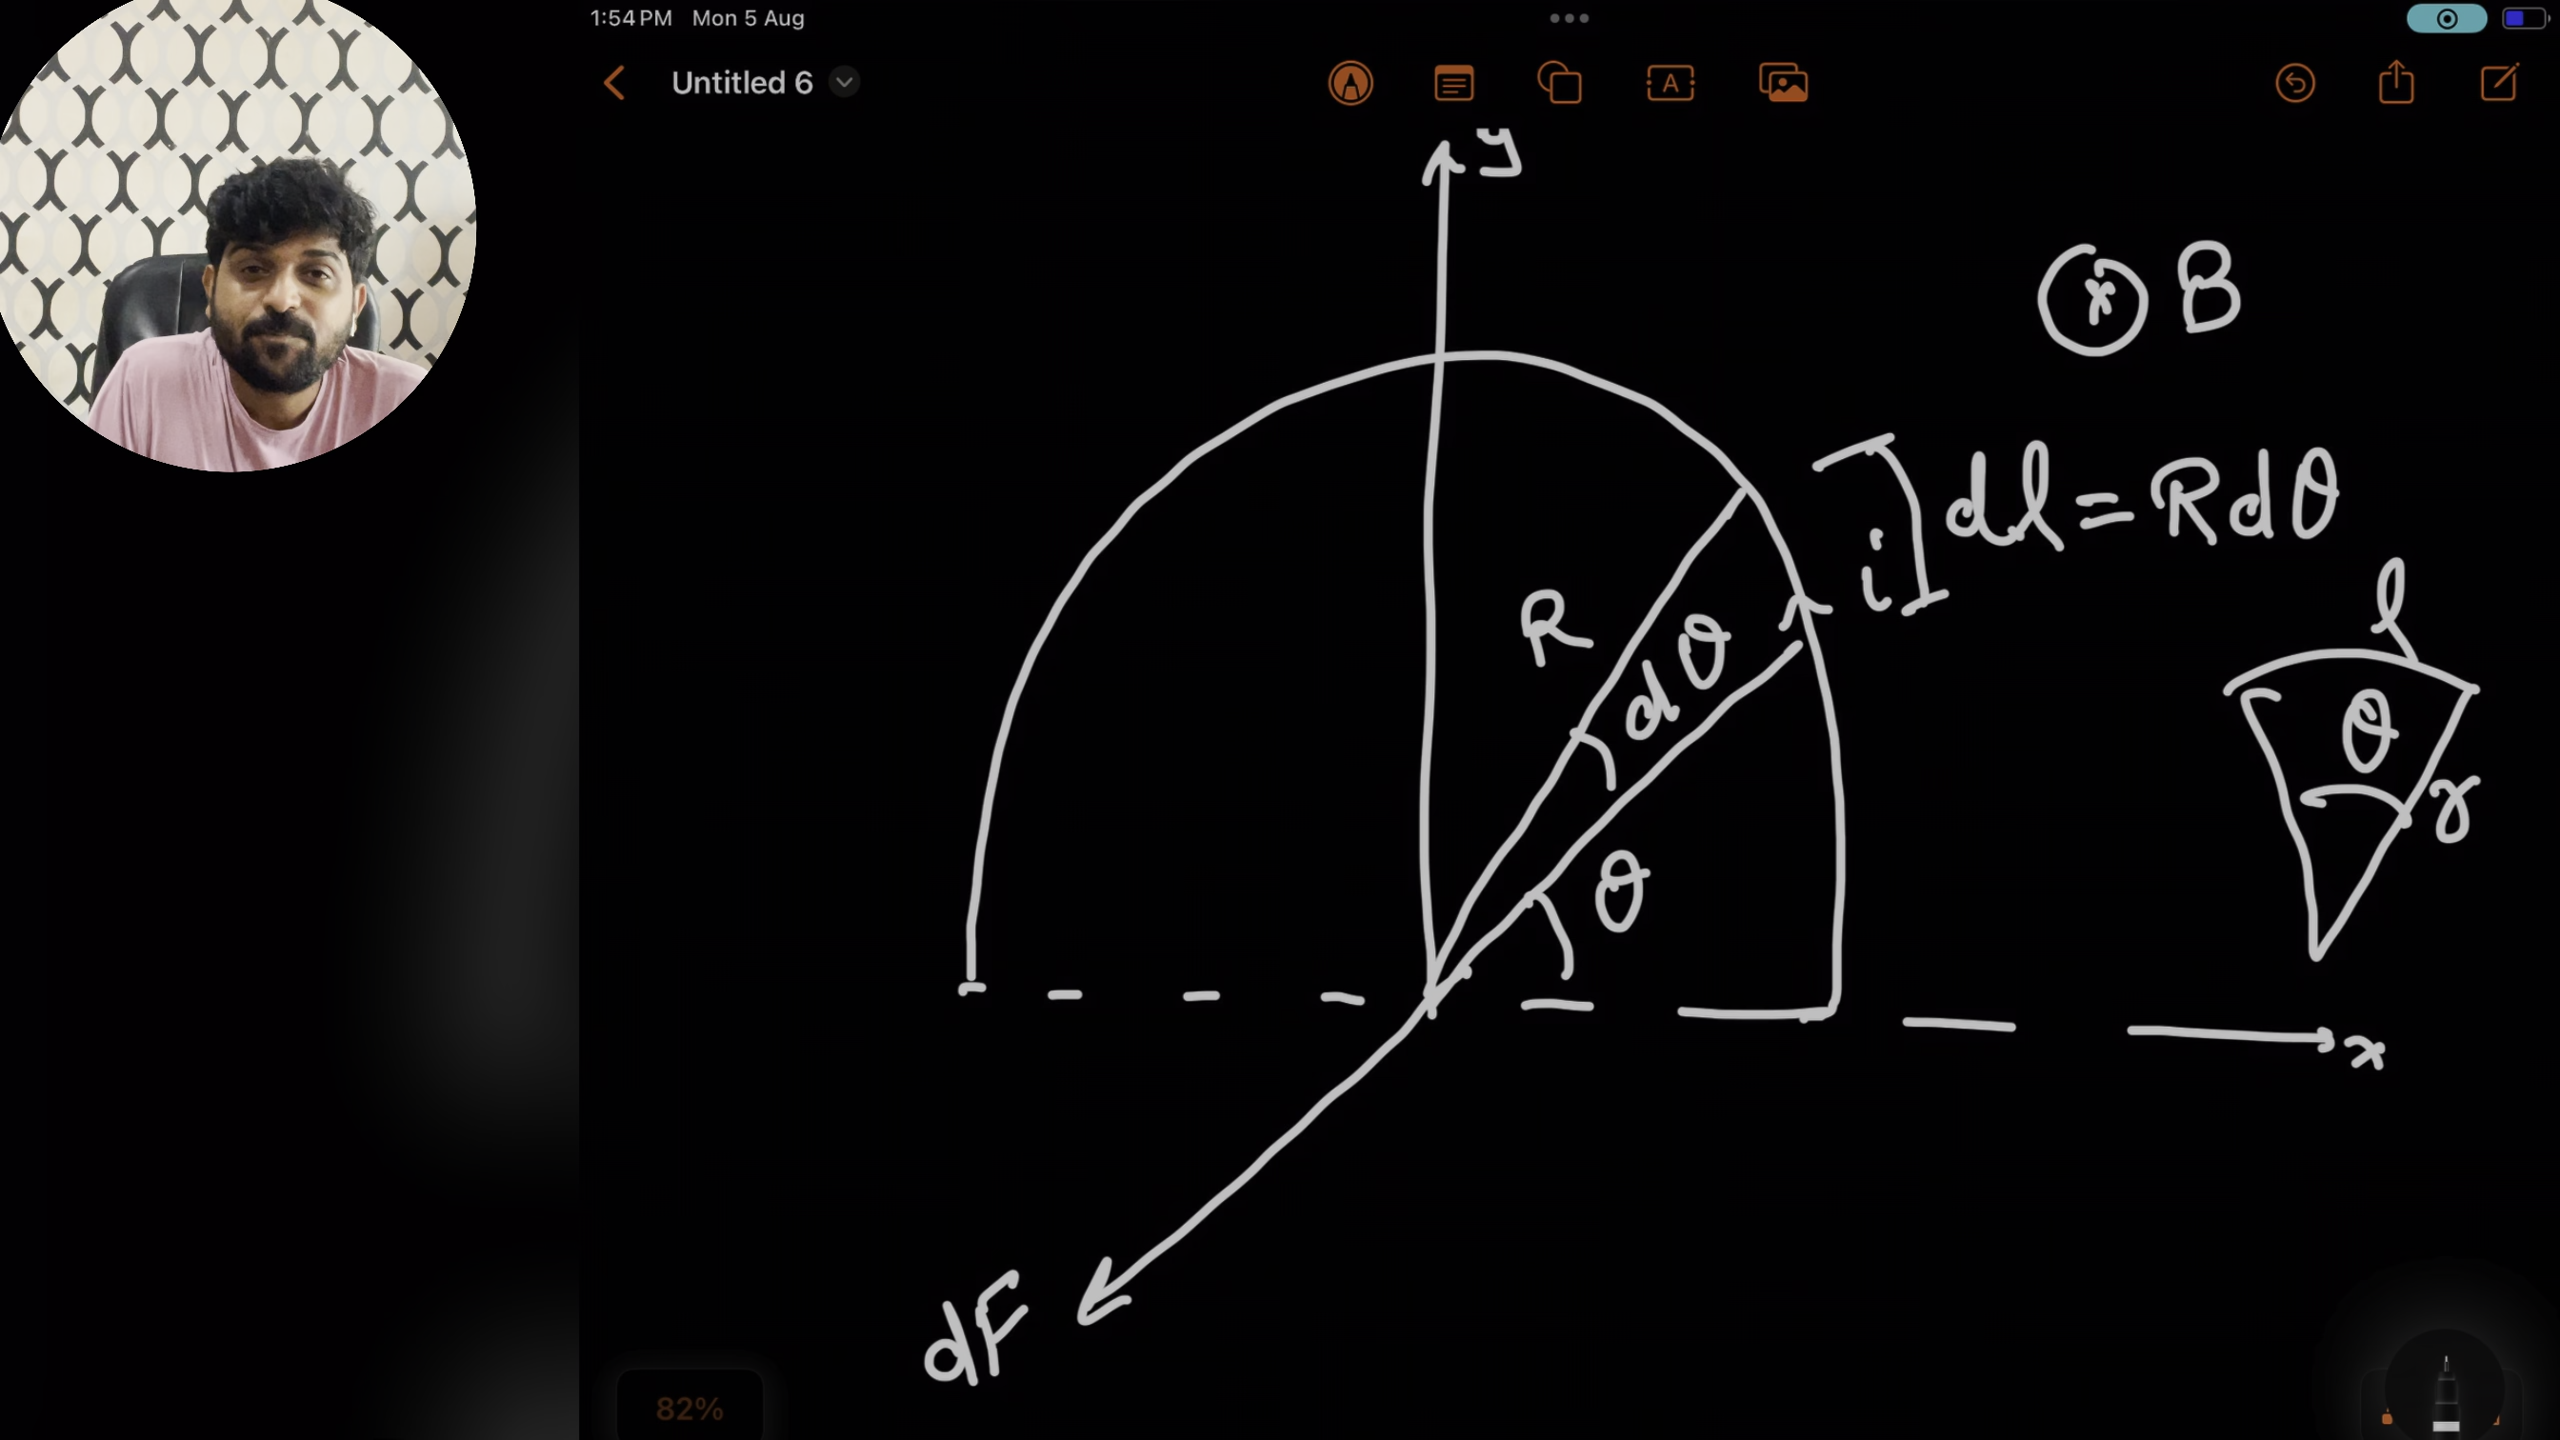 1:54 PM Mon 5 Aug
Untitled 6
A
y
B
dl = Rdθ
i
l
R
dθ
θ
r
θ
x
dF
82%